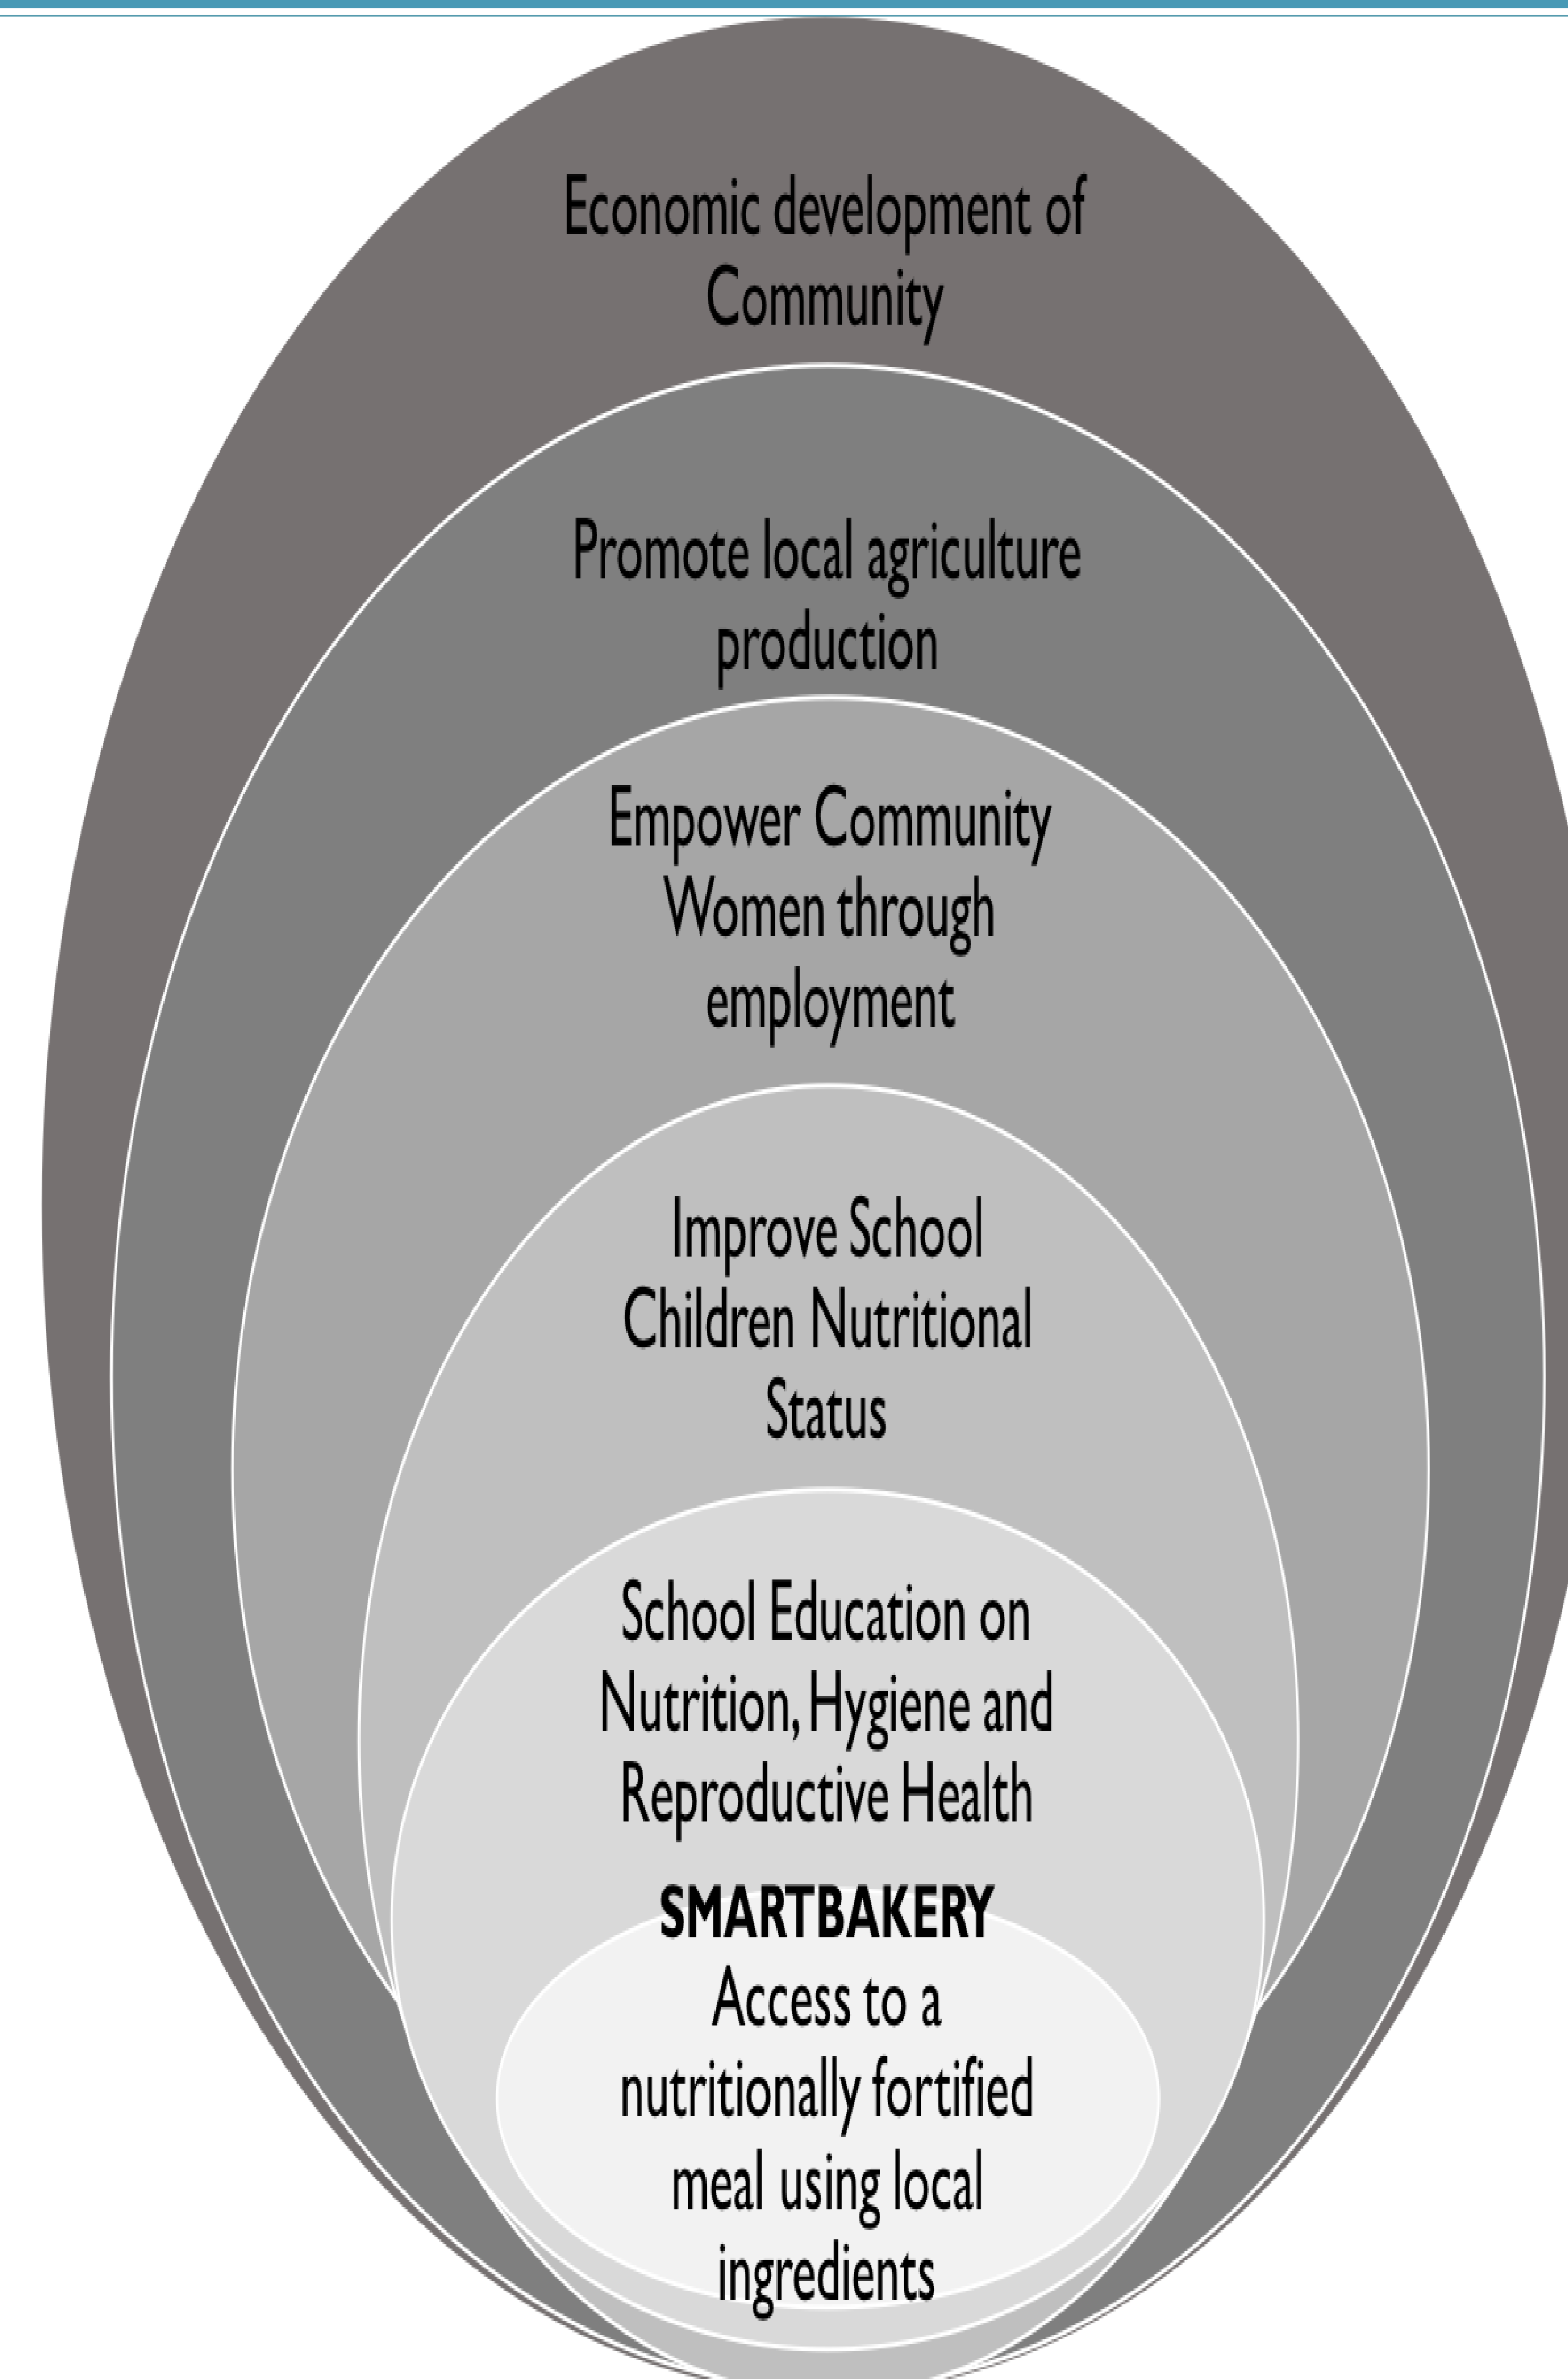 Economic development of
Community
Promote local agriculture
production
Empower Community
Women through
employment
Improve School
Children Nutritional
Status
School Education on
Nutrition, Hygiene and
Reproductive Health
SMARTBAKERY
Access to a
nutritionally fortified
meal using local
ingredients